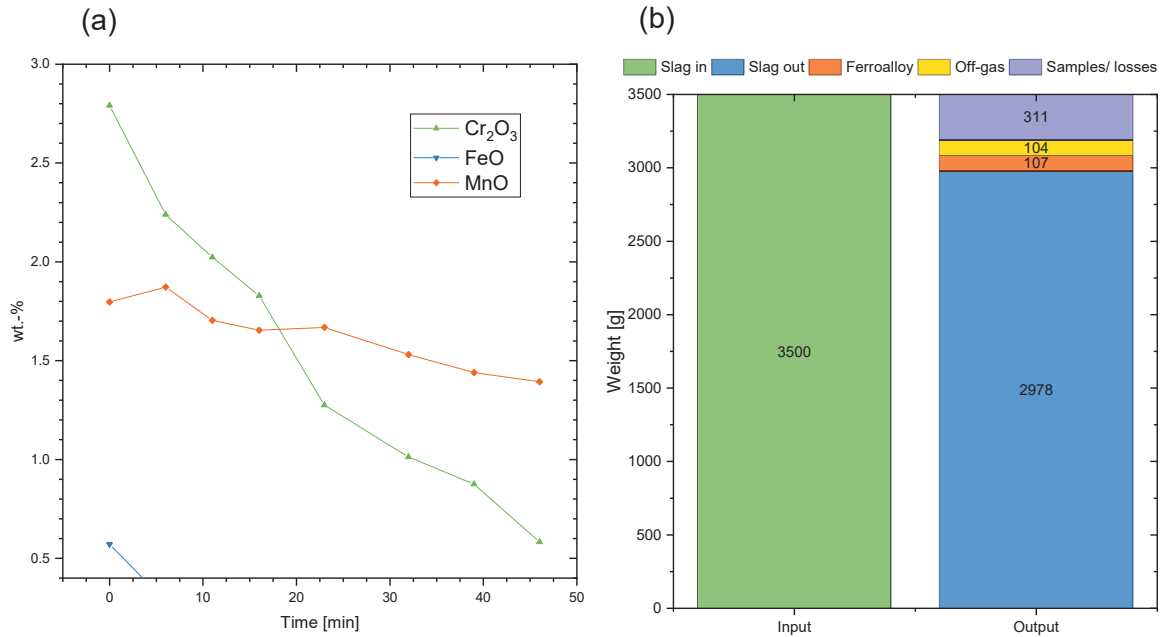 (a)
3.0
2.5
2.0
1.5
1.0
0.5
wt.-%
0 10 20 30 40 50
Time [min]
Cr₂O₃
FeO
MnO
(b)
Slag in Slag out Ferroalloy Off-gas Samples/ losses
3500
3000
2500
2000
1500
1000
500
0
Weight [g]
3500
311
104
107
2978
Input Output